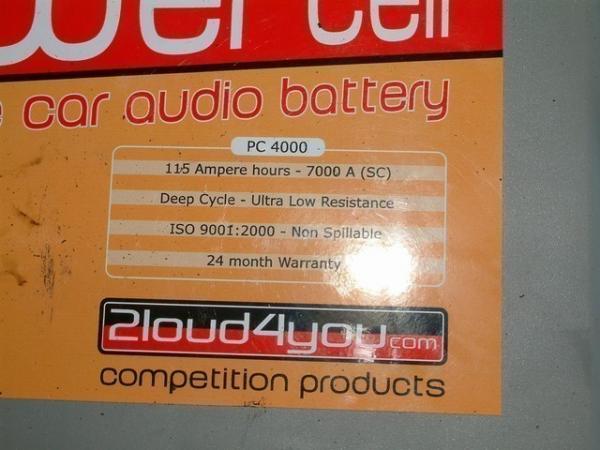 cell
car audio battery
PC 4000
115 Ampere hours - 7000 A (SC)
Deep Cycle - Ultra Low Resistance
ISO 9001:2000 - Non Spillable
24 month Warranty
2loud4you.com
competition products